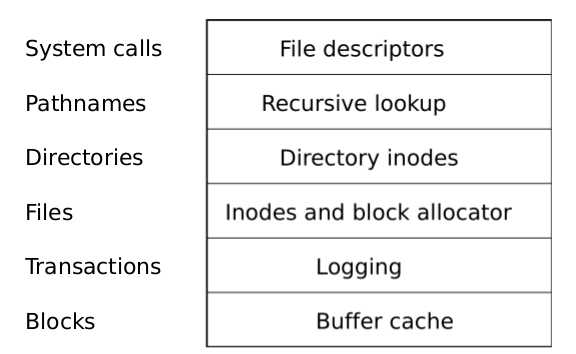 System calls File descriptors
Pathnames Recursive lookup
Directories Directory inodes
Files Inodes and block allocator
Transactions Logging
Blocks Buffer cache